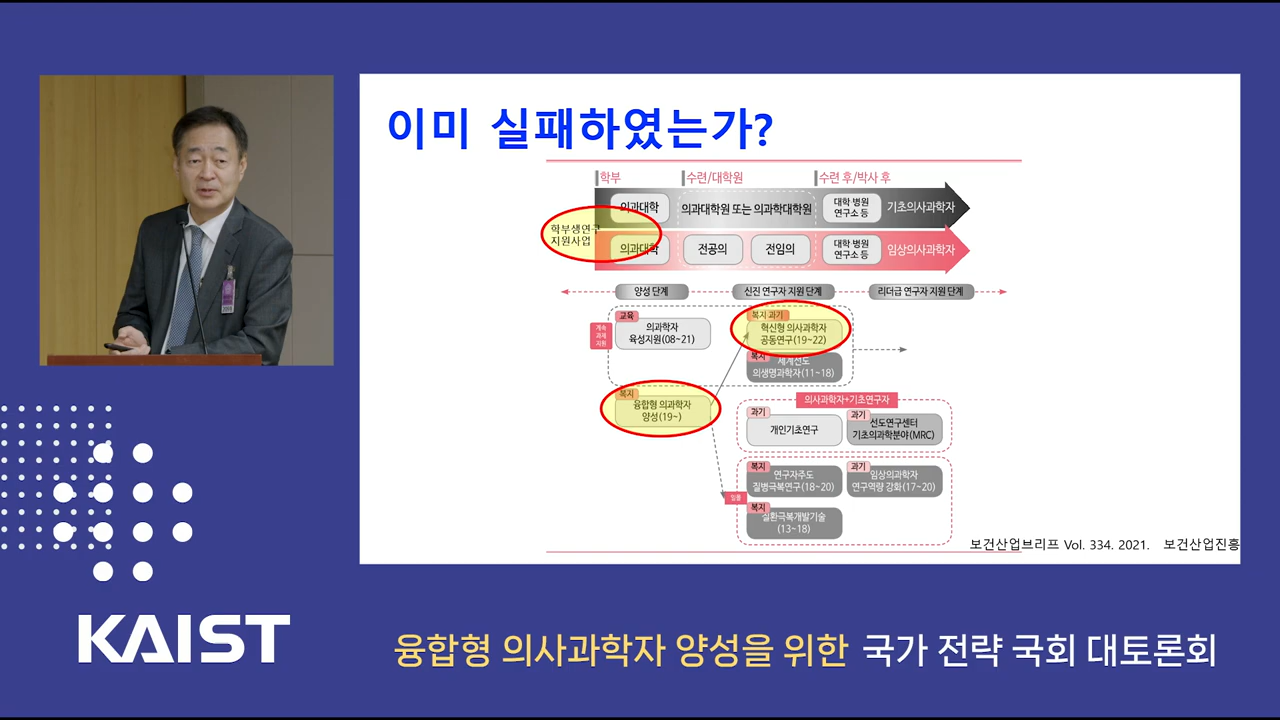 이미 실패하였는가?
학부
수련/대학원
수련 후/박사 후
의과대학
의과대학원 또는 의과학대학원
대학 병원
연구소 등
기초의사과학자
학부생연구
지원사업
의과대학
전공의
전임의
대학 병원
연구소 등
임상의사과학자
양성 단계
신진 연구자 지원 단계
리더급 연구자 지원 단계
계속
과제
지원
교육
의과학자
육성지원(08~21)
복지·과기
혁신형 의사과학자
공동연구(19~22)
복지
세계선도
의생명과학자(11~18)
복지
융합형 의과학자
양성(19~)
의사과학자+기초연구자
과기
개인기초연구
과기
선도연구센터
기초의과학분야(MRC)
복지
연구자주도
질병극복연구(18~20)
과기
임상의과학자
연구역량 강화(17~20)
복지
질환극복개발기술
(13~18)
보건산업브리프 Vol. 334. 2021. 보건산업진흥
KAIST
융합형 의사과학자 양성을 위한 국가 전략 국회 대토론회